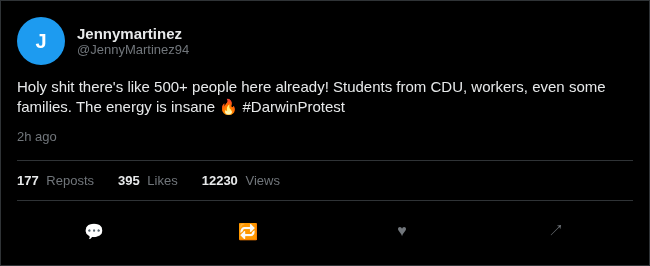 J
Jennymartinez
@JennyMartinez94
Holy shit there's like 500+ people here already! Students from CDU, workers, even some
families. The energy is insane 🔥 #DarwinProtest
2h ago
177 Reposts 395 Likes 12230 Views